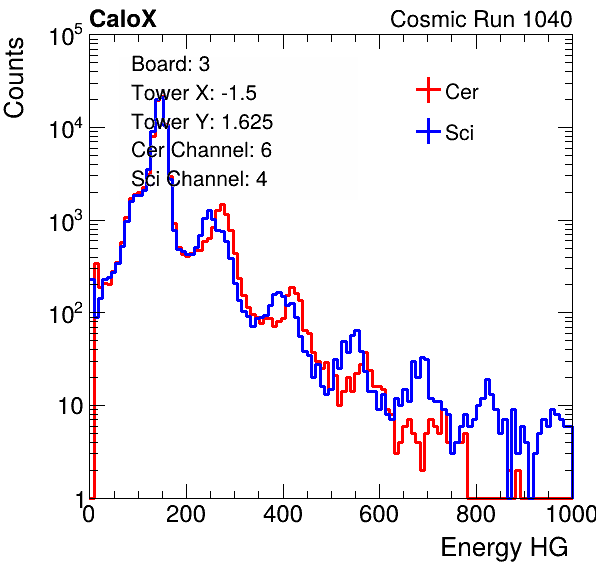 CaloX Cosmic Run 1040
Counts
10^5
10^4
10^3
10^2
10
1
Board: 3
Tower X: -1.5
Tower Y: 1.625
Cer Channel: 6
Sci Channel: 4
Cer
Sci
0 200 400 600 800 1000
Energy HG